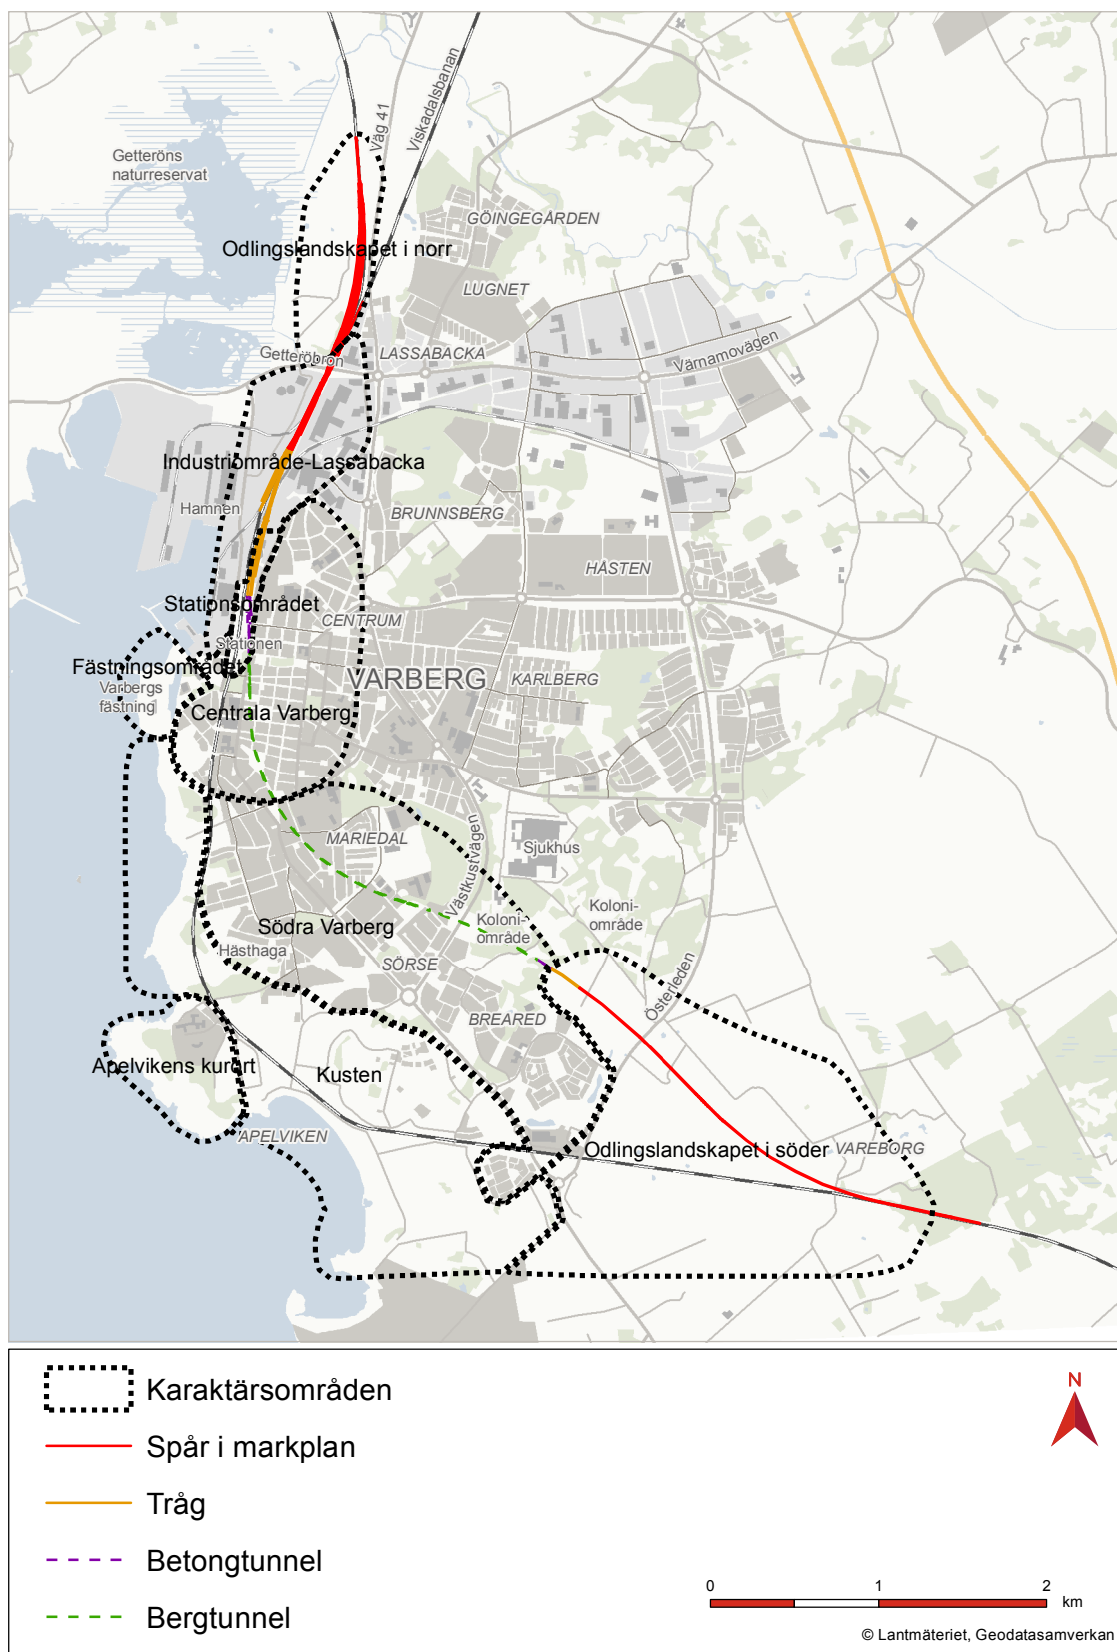 Väg 41
Viskadalsbanan
Getteröns
naturreservat
GÖINGEGÅRDEN
Odlingslandskapet i norr
LUGNET
Getteröbron
LASSABACKA
Värnamovägen
Industriområde-Lassabacka
Hamnen
BRUNNSBERG
HÄSTEN
Stationsområdet
CENTRUM
Stationen
Fästningsområdet
VARBERG
KARLBERG
Varbergs
fästning
Centrala Varberg
MARIEDAL
Västkustvägen
Sjukhus
Koloni-
område
Koloni-
område
Södra Varberg
Hästhaga
SÖRSE
Österleden
BREARED
Apelvikens kurort
Kusten
APELVIKEN
Odlingslandskapet i söder
VAREBORG
Karaktärsområden
N
Spår i markplan
Tråg
Betongtunnel
0 1 2
km
Bergtunnel
© Lantmäteriet, Geodatasamverkan